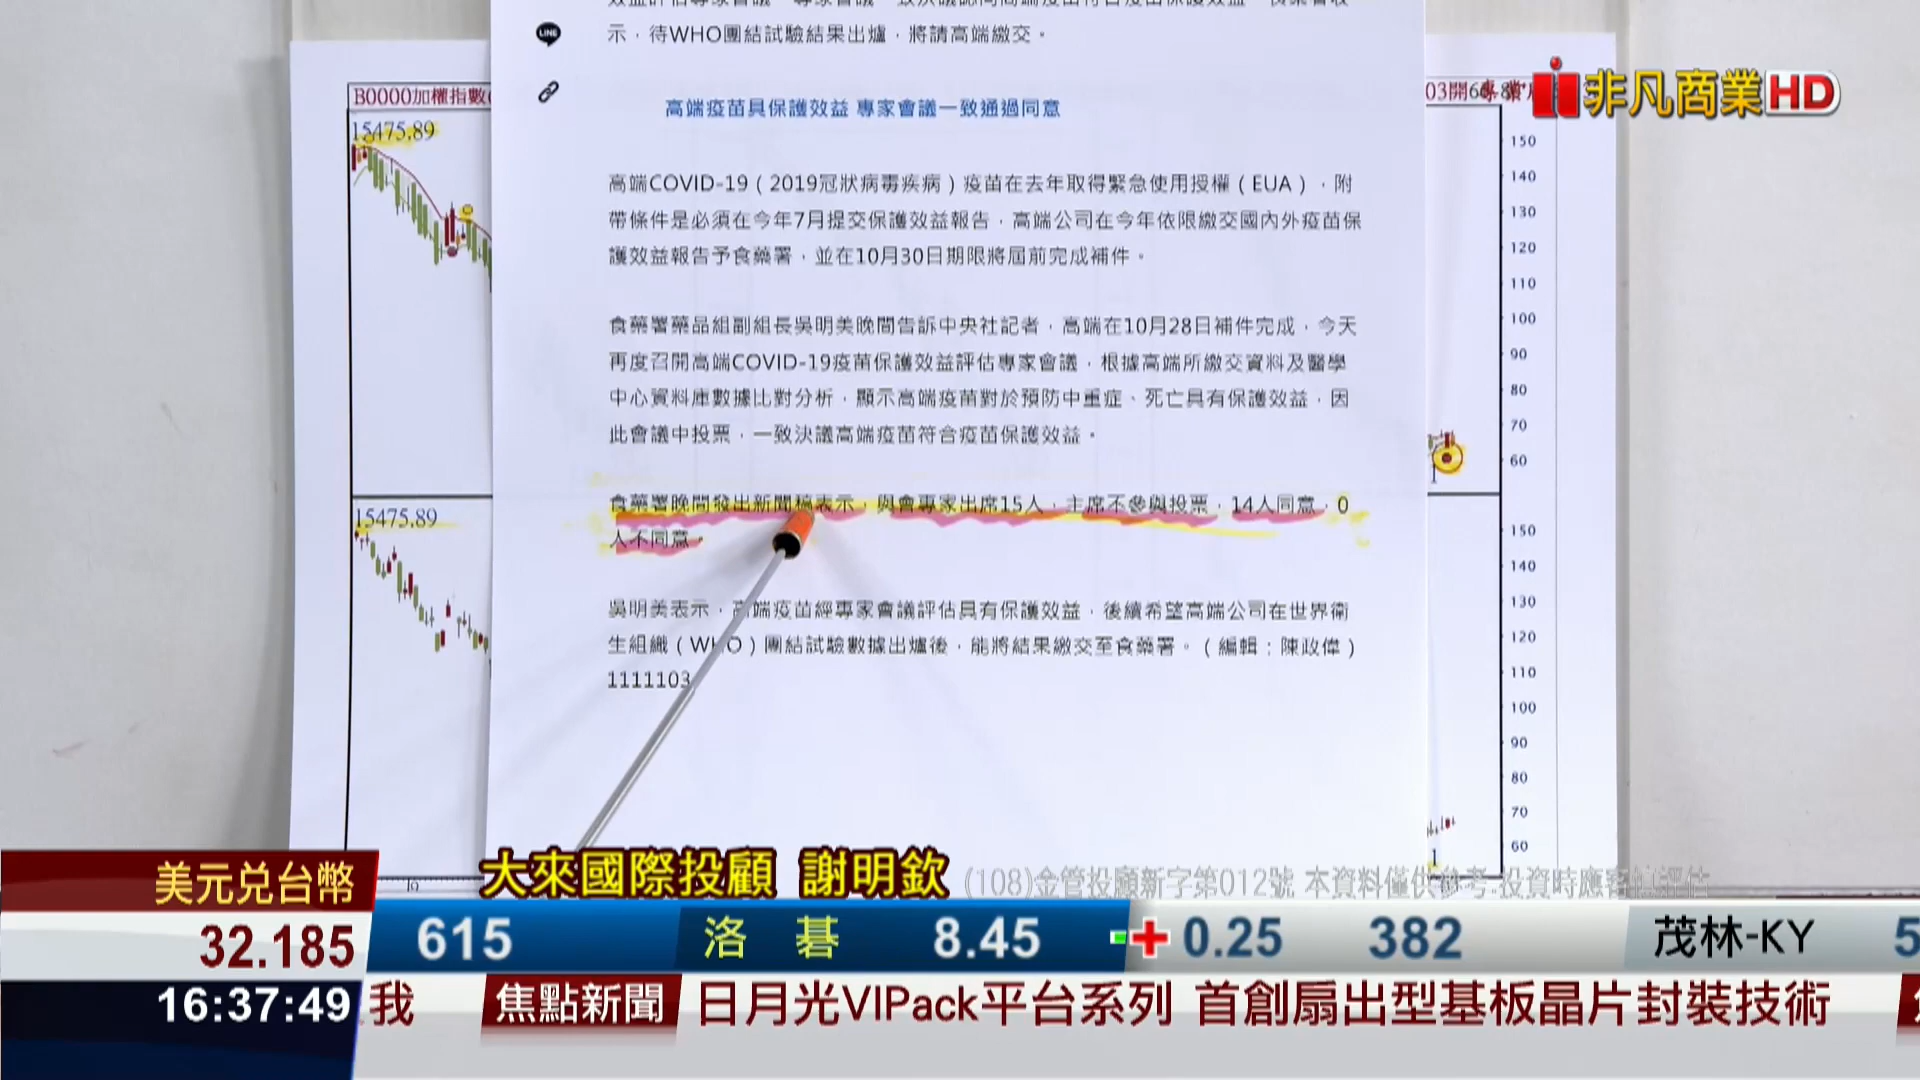 示，待WHO團結試驗結果出爐，將請高端繳交。
LINE
B0000加權指數
非凡商業HD
高端疫苗具保護效益 專家會議一致通過同意
15475.89
高端COVID-19（2019冠狀病毒疾病）疫苗在去年取得緊急使用授權（EUA），附
帶條件是必須在今年7月提交保護效益報告，高端公司在今年依限繳交國內外疫苗保
護效益報告予食藥署，並在10月30日期限將屆前完成補件。
食藥署藥品組副組長吳明美晚間告訴中央社記者，高端在10月28日補件完成，今天
再度召開高端COVID-19疫苗保護效益評估專家會議，根據高端所繳交資料及醫學
中心資料庫數據比對分析，顯示高端疫苗對於預防中重症、死亡具有保護效益，因
此會議中投票，一致決議高端疫苗符合疫苗保護效益。
食藥署晚間發出新聞稿表示，與會專家出席15人，主席不參與投票，14人同意，0
人不同意。
15475.89
吳明美表示，高端疫苗經專家會議評估具有保護效益，後續希望高端公司在世界衛
生組織（WHO）團結試驗數據出爐後，能將結果繳交至食藥署。（編輯：陳政偉）
1111103
150
140
130
120
110
100
90
80
70
60
150
140
130
120
110
100
90
80
70
60
大來國際投顧 謝明欽
(108)金管投顧新字第012號 本資料僅供參考.投資時應審慎評估
美元兑台幣
32.185
615 洛碁 8.45 0.25 382 茂林-KY 5
16:37:49
我 焦點新聞 日月光VIPack平台系列 首創扇出型基板晶片封裝技術